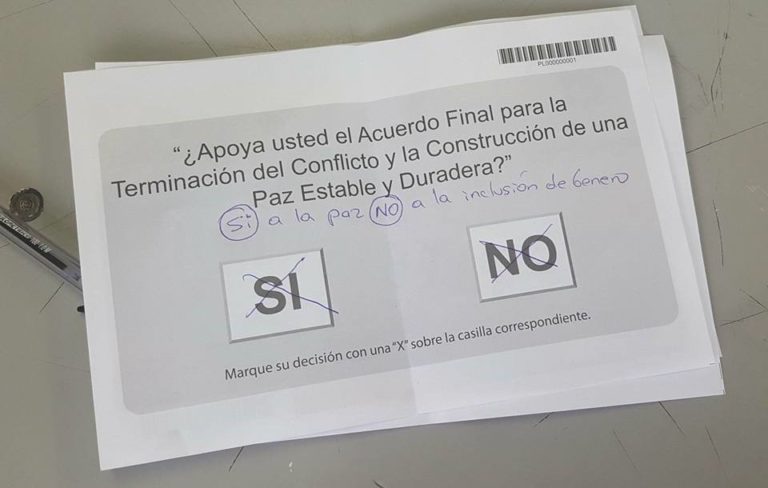 PL000000001
“¿Apoya usted el Acuerdo Final para la
Terminación del Conflicto y la Construcción de una
Paz Estable y Duradera?”
Si a la paz NO a la inclusión de Genero
SI
NO
Marque su decisión con una “X” sobre la casilla correspondiente.